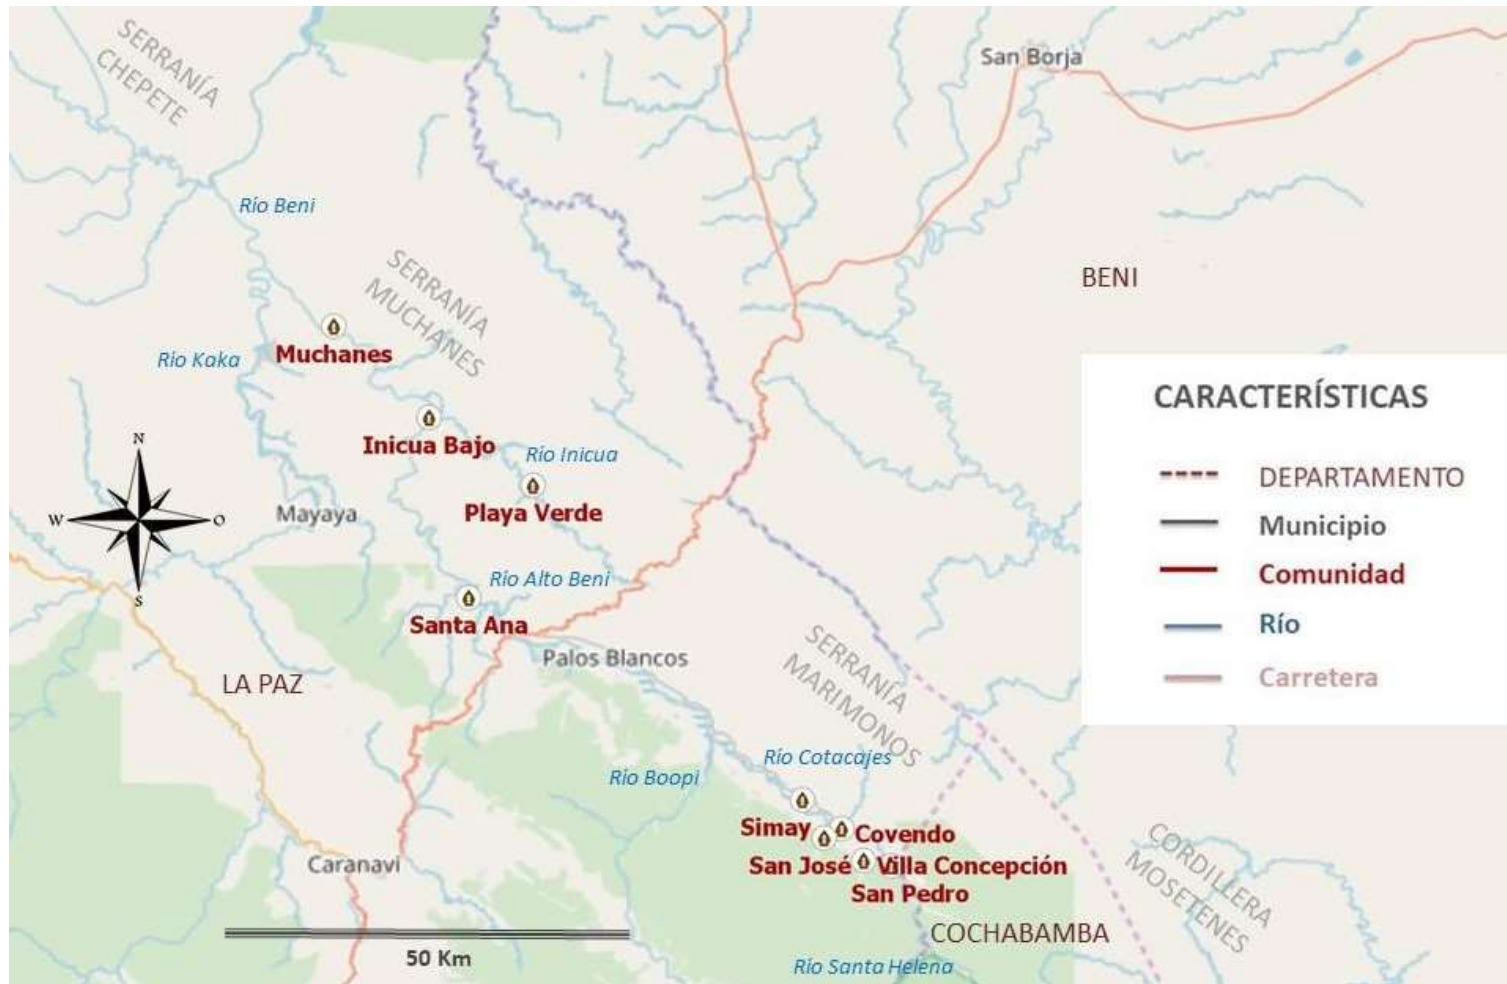 SERRANÍA
CHEPETE
San Borja
Río Beni
SERRANÍA
MUCHANES
BENI
Muchanes
Río Kaka
CARACTERÍSTICAS
DEPARTAMENTO
Municipio
Comunidad
Río
Carretera
Inicua Bajo
Río Inicua
N
W
O
S
Playa Verde
Mayaya
Río Alto Beni
Santa Ana
Palos Blancos
SERRANÍA
MARIMONOS
LA PAZ
Río Cotacajes
Río Boopi
Simay
Covendo
San José
Villa Concepción
San Pedro
Caranavi
CORDILLERA
MOSETENES
COCHABAMBA
50 Km
Río Santa Helena